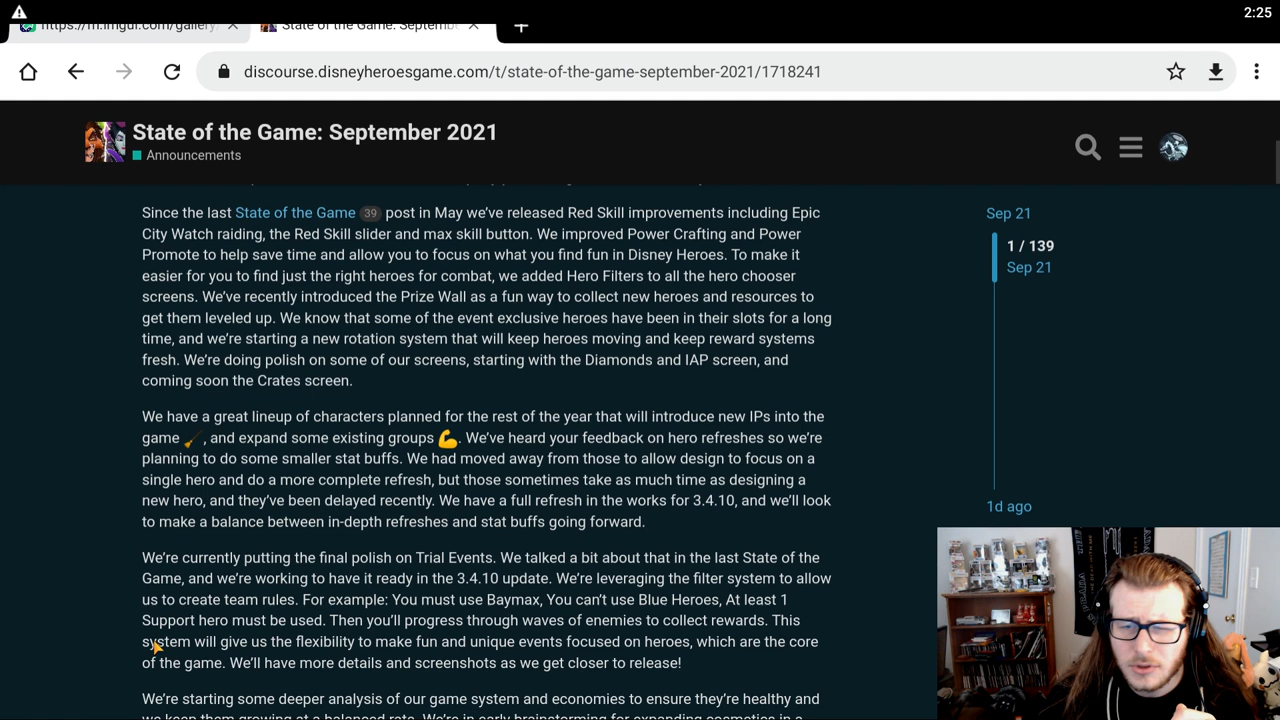 2:25
https://m.imgur.com/gallery/
State of the Game: Septembe
discourse.disneyheroesgame.com/t/state-of-the-game-september-2021/1718241
State of the Game: September 2021
Announcements
Since the last State of the Game 39 post in May we've released Red Skill improvements including Epic
City Watch raiding, the Red Skill slider and max skill button. We improved Power Crafting and Power
Promote to help save time and allow you to focus on what you find fun in Disney Heroes. To make it
easier for you to find just the right heroes for combat, we added Hero Filters to all the hero chooser
screens. We've recently introduced the Prize Wall as a fun way to collect new heroes and resources to
get them leveled up. We know that some of the event exclusive heroes have been in their slots for a long
time, and we're starting a new rotation system that will keep heroes moving and keep reward systems
fresh. We're doing polish on some of our screens, starting with the Diamonds and IAP screen, and
coming soon the Crates screen.
We have a great lineup of characters planned for the rest of the year that will introduce new IPs into the
game 🧹, and expand some existing groups 💪. We've heard your feedback on hero refreshes so we're
planning to do some smaller stat buffs. We had moved away from those to allow design to focus on a
single hero and do a more complete refresh, but those sometimes take as much time as designing a
new hero, and they've been delayed recently. We have a full refresh in the works for 3.4.10, and we'll look
to make a balance between in-depth refreshes and stat buffs going forward.
We're currently putting the final polish on Trial Events. We talked a bit about that in the last State of the
Game, and we're working to have it ready in the 3.4.10 update. We're leveraging the filter system to allow
us to create team rules. For example: You must use Baymax, You can't use Blue Heroes, At least 1
Support hero must be used. Then you'll progress through waves of enemies to collect rewards. This
system will give us the flexibility to make fun and unique events focused on heroes, which are the core
of the game. We'll have more details and screenshots as we get closer to release!
We're starting some deeper analysis of our game system and economies to ensure they're healthy and
we keep them growing at a balanced rate. We're in early brainstorming for expanding cosmetics in a
Sep 21
1 / 139
Sep 21
1d ago